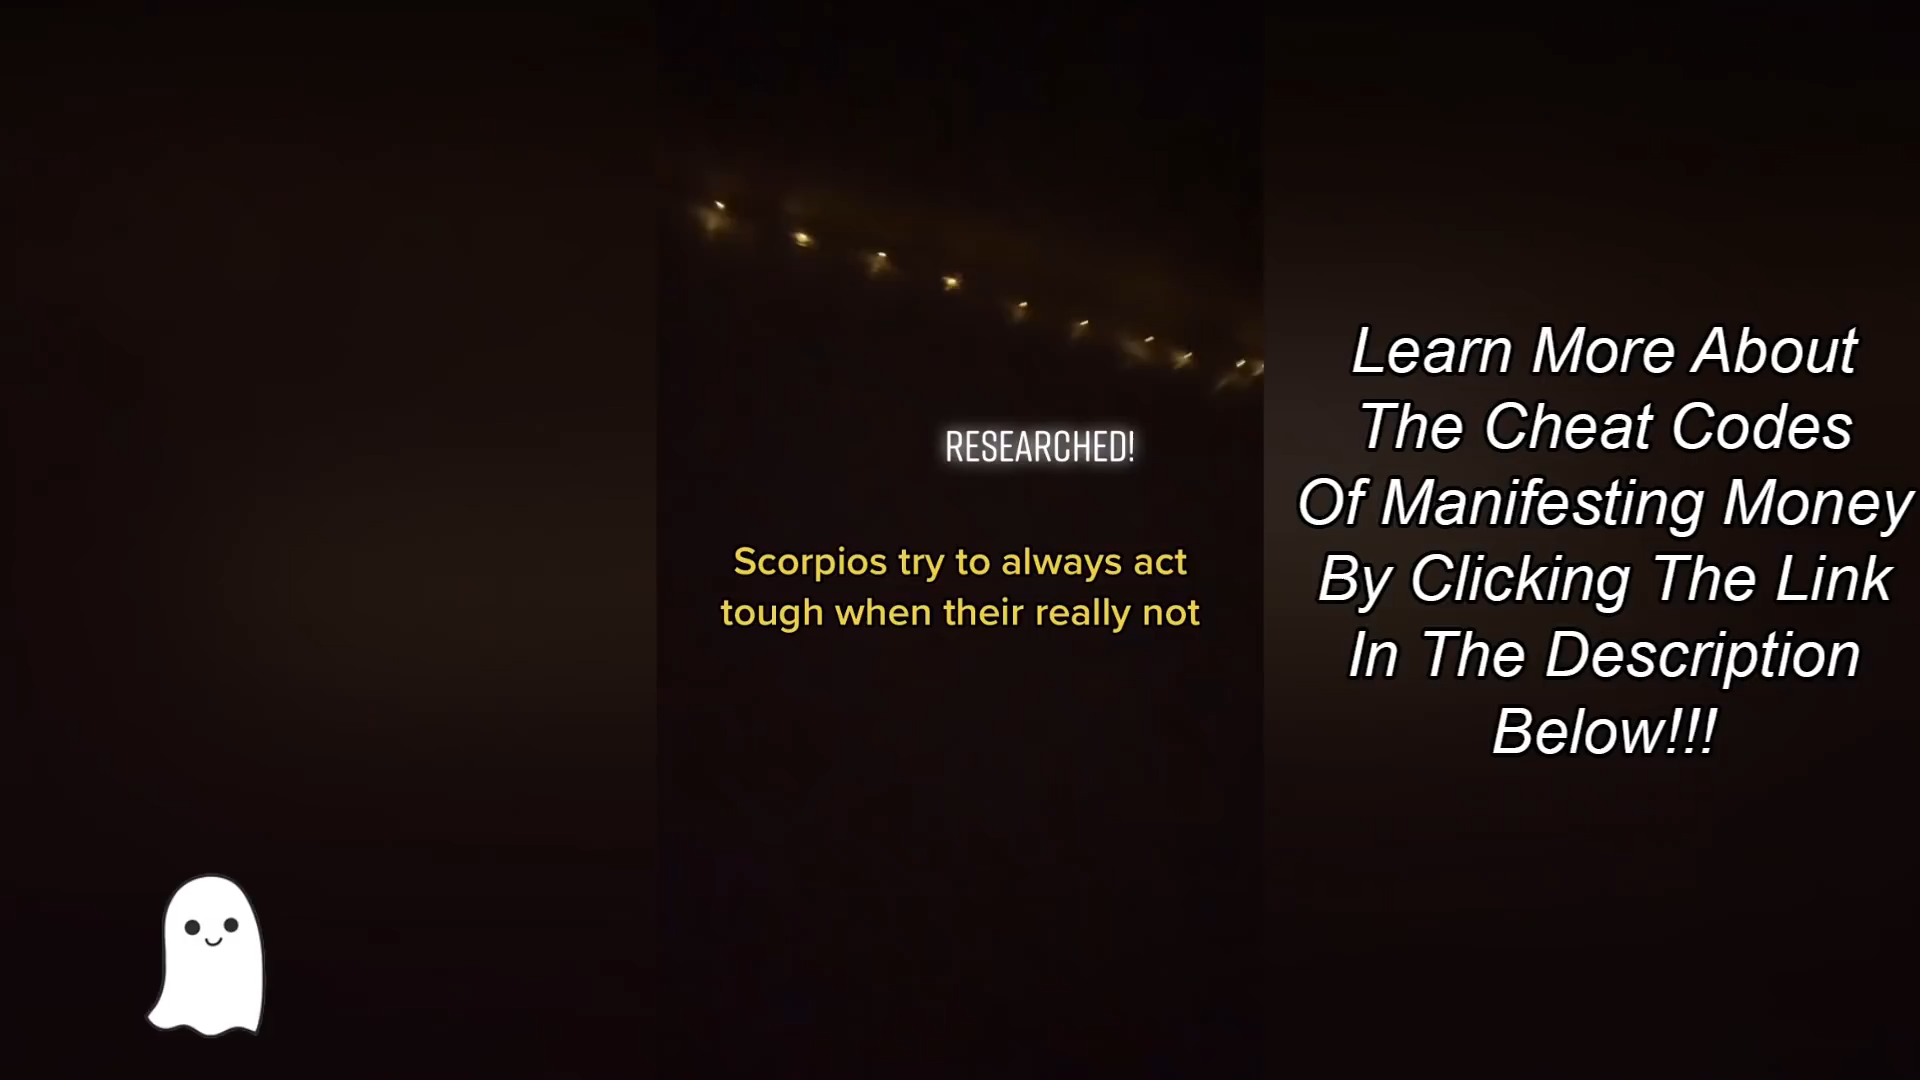 RESEARCHED!
Scorpios try to always act
tough when their really not
Learn More About
The Cheat Codes
Of Manifesting Money
By Clicking The Link
In The Description
Below!!!